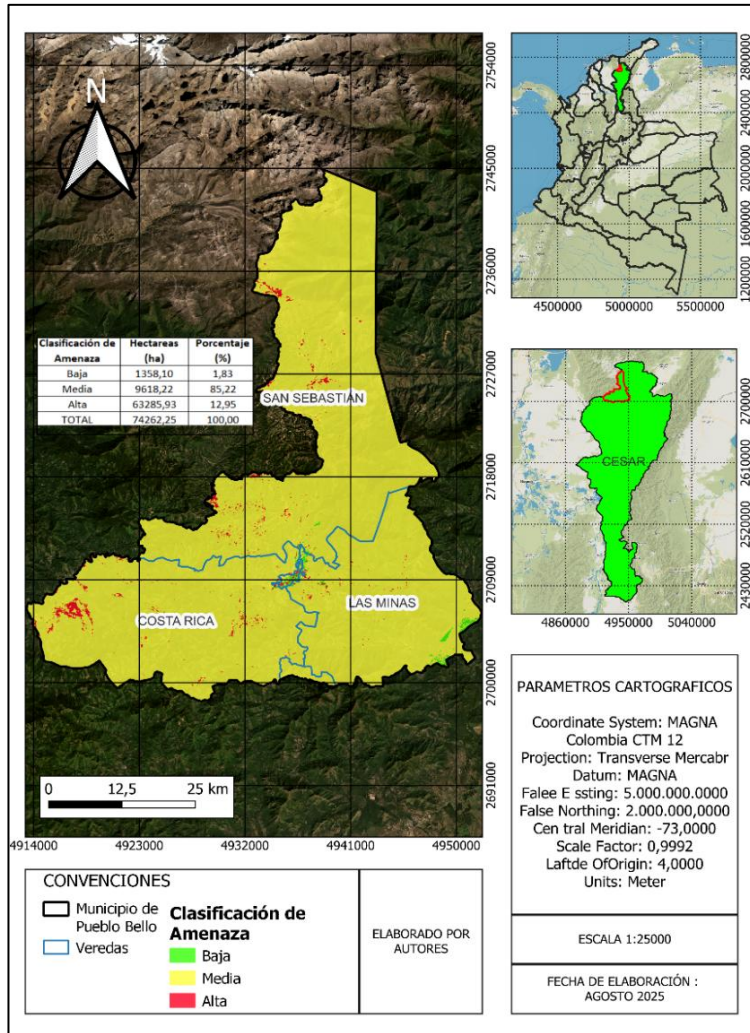 N
2754000
2745000
2736000
2727000
2718000
2709000
2700000
2691000
Clasificación de Amenaza Hectareas (ha) Porcentaje (%)
Baja 1358,10 1,83
Media 9618,22 85,22
Alta 63285,93 12,95
TOTAL 74262,25 100,00
SAN SEBASTIÁN
COSTA RICA
LAS MINAS
0 12,5 25 km
4914000 4923000 4932000 4941000 4950000
2800000
2400000
2000000
1600000
1200000
4500000 5000000 5500000
CESAR
2700000
2610000
2520000
2430000
4860000 4950000 5040000
CONVENCIONES
Municipio de
Pueblo Bello
Veredas
Clasificación de
Amenaza
Baja
Media
Alta
ELABORADO POR
AUTORES
PARAMETROS CARTOGRAFICOS
Coordinate System: MAGNA
Colombia CTM 12
Projection: Transverse Mercabr
Datum: MAGNA
Falee E ssting: 5.000.000.0000
False Northing: 2.000.000,0000
Cen tral Meridian: -73,0000
Scale Factor: 0,9992
Laftde OfOrigin: 4,0000
Units: Meter
ESCALA 1:25000
FECHA DE ELABORACIÓN :
AGOSTO 2025